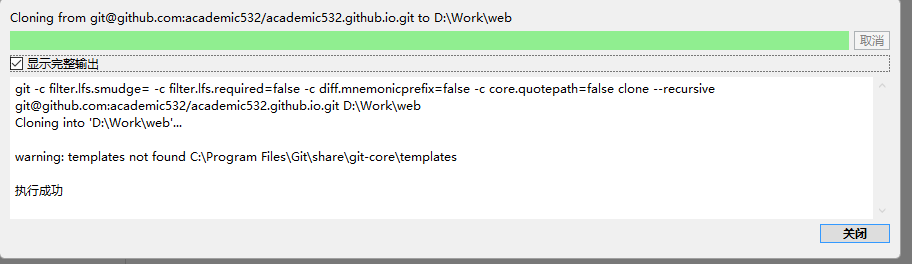 Cloning from git@github.com:academic532/academic532.github.io.git to D:\Work\web
取消
显示完整输出
git -c filter.lfs.smudge= -c filter.lfs.required=false -c diff.mnemonicprefix=false -c core.quotepath=false clone --recursive
git@github.com:academic532/academic532.github.io.git D:\Work\web
Cloning into 'D:\Work\web'...
warning: templates not found C:\Program Files\Git\share\git-core\templates
执行成功
关闭